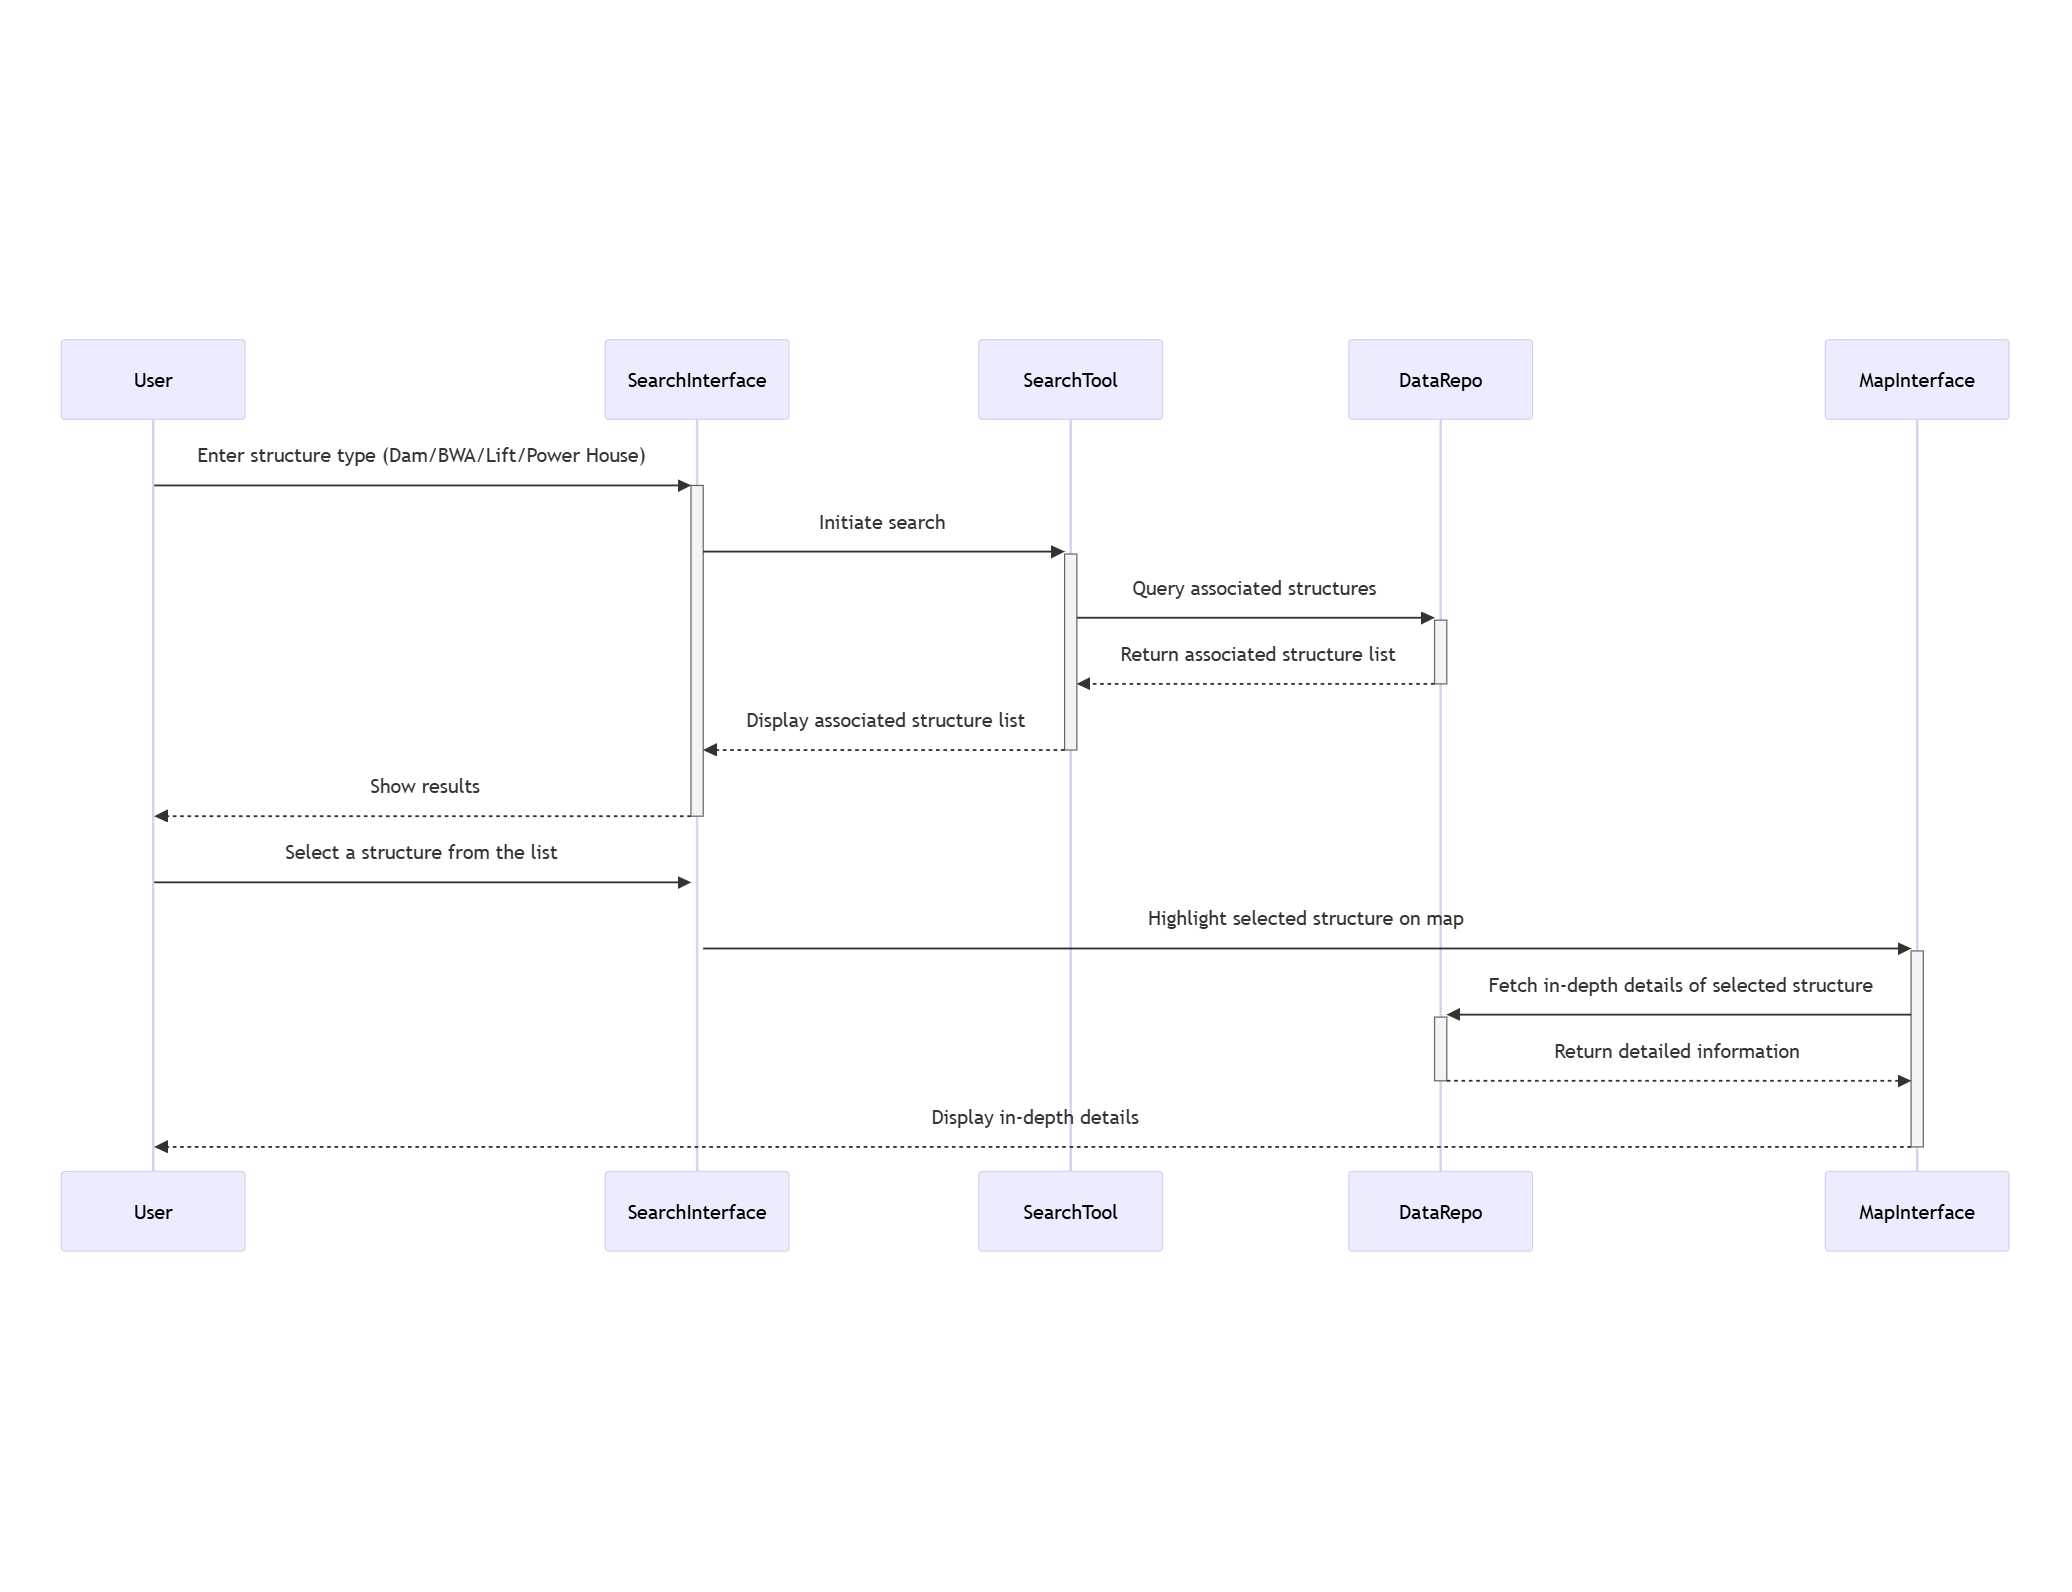 User
SearchInterface
SearchTool
DataRepo
MapInterface
Enter structure type (Dam/BWA/Lift/Power House)
Initiate search
Query associated structures
Return associated structure list
Display associated structure list
Show results
Select a structure from the list
Highlight selected structure on map
Fetch in-depth details of selected structure
Return detailed information
Display in-depth details
User
SearchInterface
SearchTool
DataRepo
MapInterface